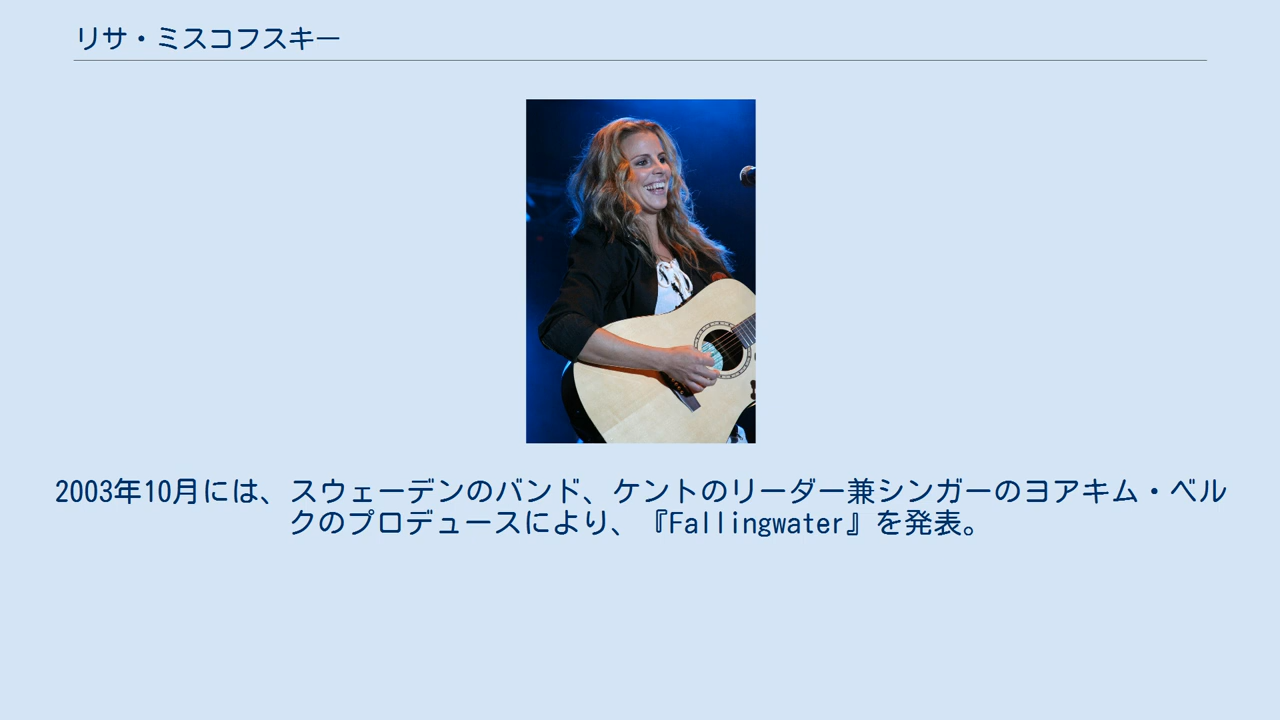 リサ・ミスコフスキー
2003年10月には、スウェーデンのバンド、ケントのリーダー兼シンガーのヨアキム・ベル
クのプロデュースにより、『Fallingwater』を発表。